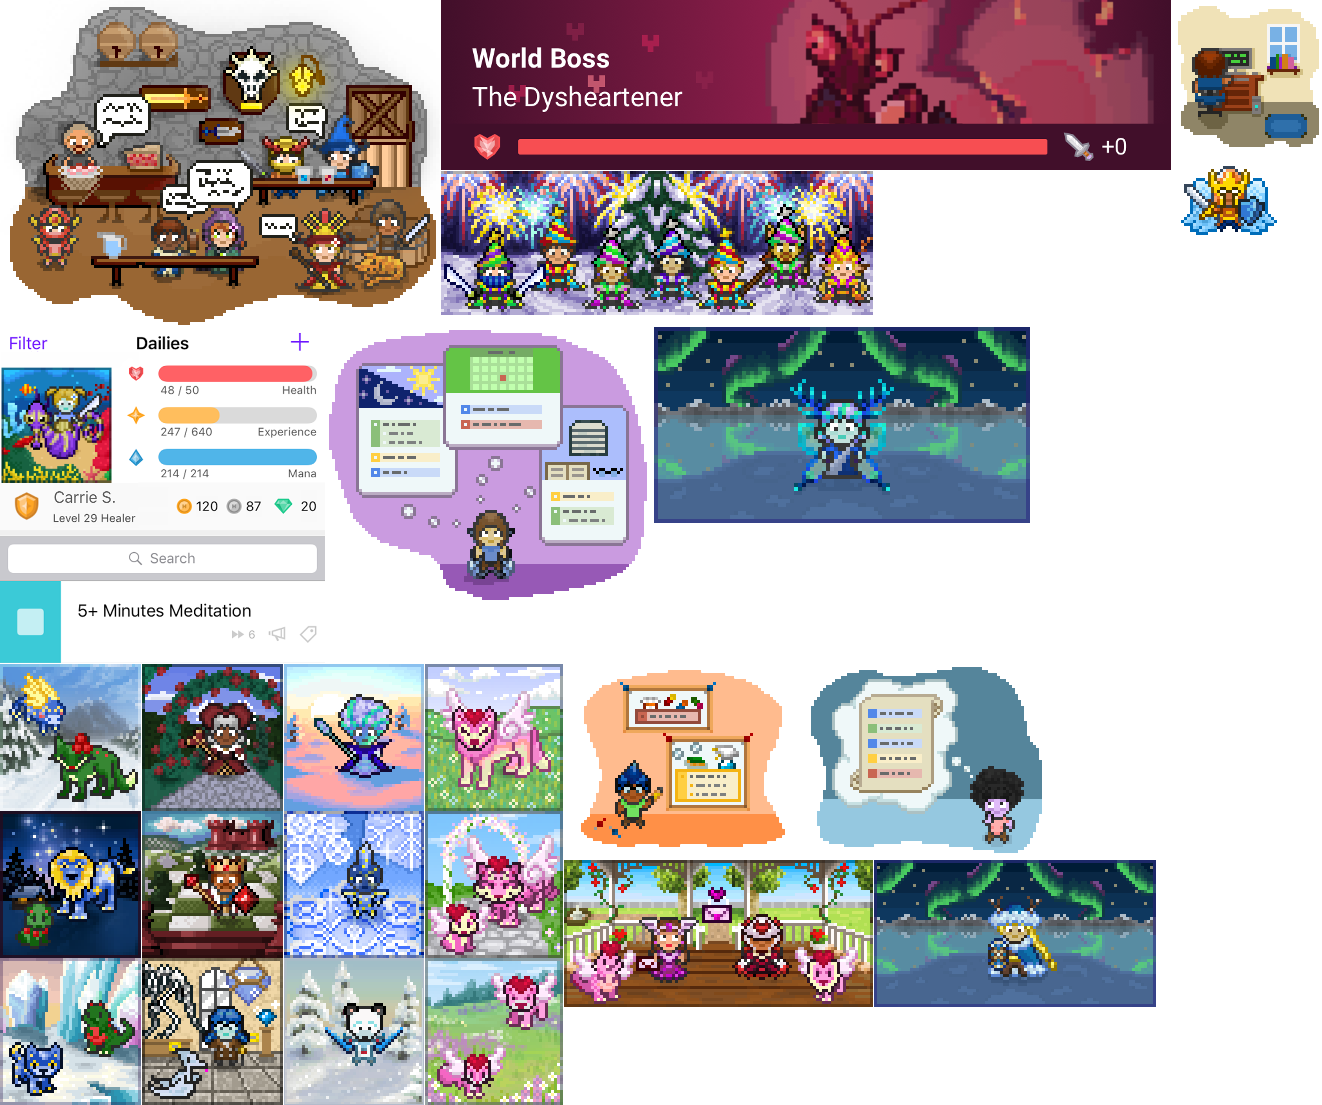 World Boss
The Dysheartener
+0
Filter
Dailies
+
48 / 50
Health
247 / 640
Experience
214 / 214
Mana
Carrie S.
120
87
20
Level 29 Healer
Search
5+ Minutes Meditation
6